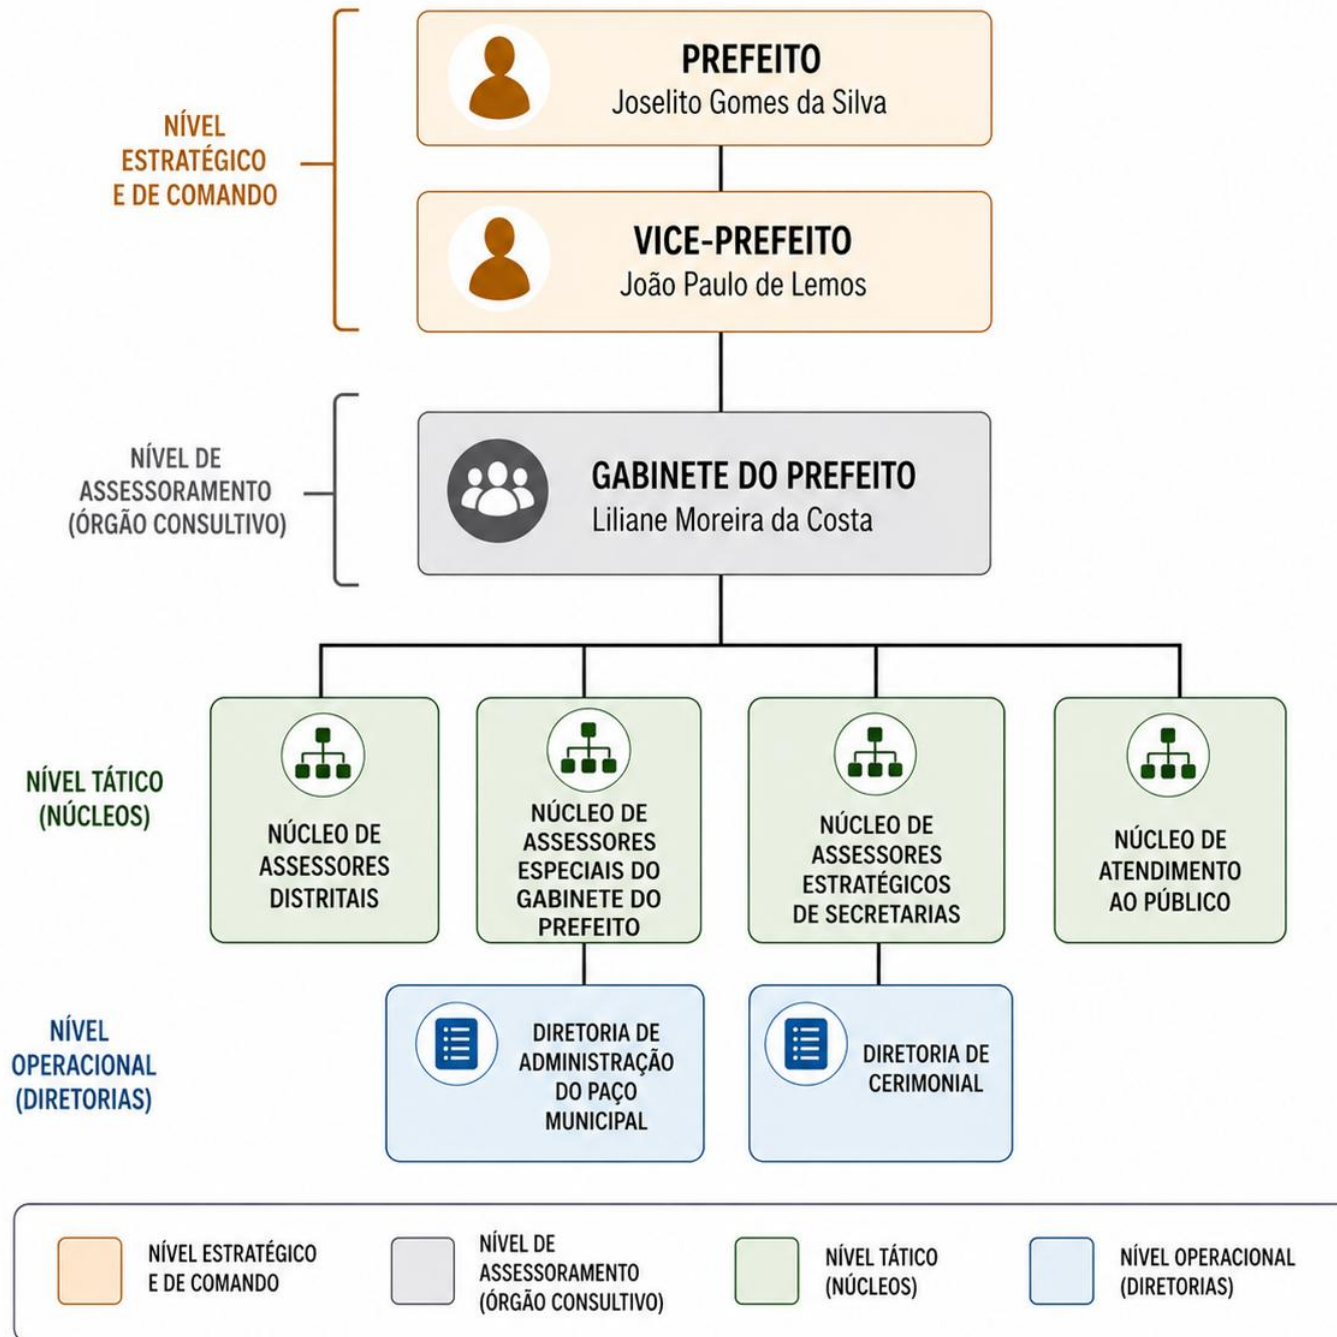 PREFEITO
Joselito Gomes da Silva
NÍVEL
ESTRATÉGICO
E DE COMANDO
VICE-PREFEITO
João Paulo de Lemos
NÍVEL DE
ASSESSORAMENTO
(ÓRGÃO CONSULTIVO)
GABINETE DO PREFEITO
Liliane Moreira da Costa
NÍVEL TÁTICO
(NÚCLEOS)
NÚCLEO DE
ASSESSORES
DISTRITAIS
NÚCLEO DE
ASSESSORES
ESPECIAIS DO
GABINETE DO
PREFEITO
NÚCLEO DE
ASSESSORES
ESTRATÉGICOS
DE SECRETARIAS
NÚCLEO DE
ATENDIMENTO
AO PÚBLICO
NÍVEL
OPERACIONAL
(DIRETORIAS)
DIRETORIA DE
ADMINISTRAÇÃO
DO PAÇO
MUNICIPAL
DIRETORIA DE
CERIMONIAL
NÍVEL ESTRATÉGICO
E DE COMANDO
NÍVEL DE
ASSESSORAMENTO
(ÓRGÃO CONSULTIVO)
NÍVEL TÁTICO
(NÚCLEOS)
NÍVEL OPERACIONAL
(DIRETORIAS)